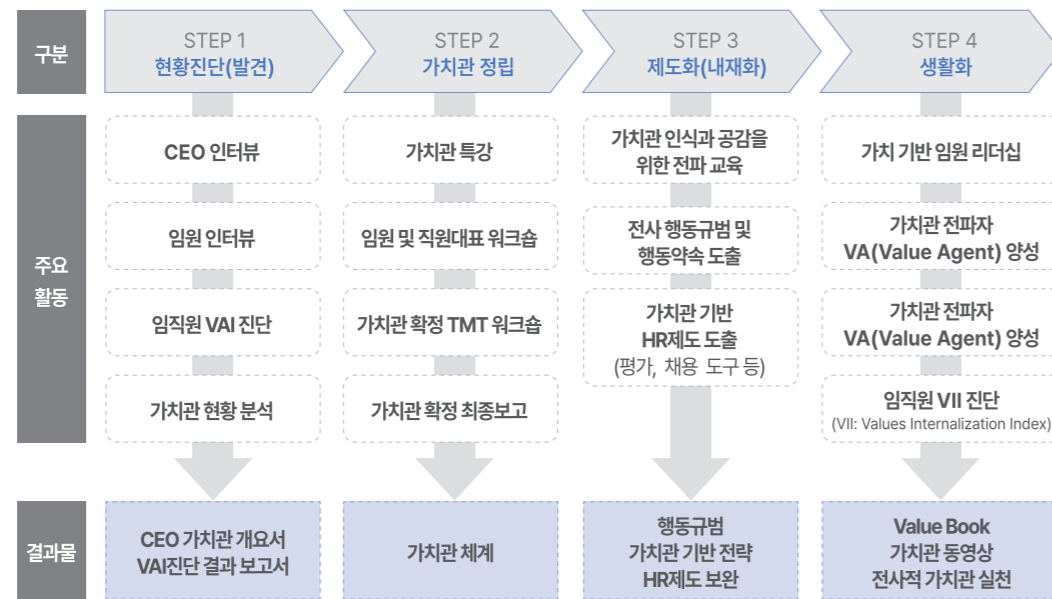 구분
STEP 1
현황진단(발견)
STEP 2
가치관 정립
STEP 3
제도화(내재화)
STEP 4
생활화
주요
활동
CEO 인터뷰
임원 인터뷰
임직원 VAI 진단
가치관 현황 분석
가치관 특강
임원 및 직원대표 워크숍
가치관 확정 TMT 워크숍
가치관 확정 최종보고
가치관 인식과 공감을
위한 전파 교육
전사 행동규범 및
행동약속 도출
가치관 기반
HR제도 도출
(평가, 채용 도구 등)
가치 기반 임원 리더십
가치관 전파자
VA(Value Agent) 양성
가치관 전파자
VA(Value Agent) 양성
임직원 VII 진단
(VII: Values Internalization Index)
결과물
CEO 가치관 개요서
VAI진단 결과 보고서
가치관 체계
행동규범
가치관 기반 전략
HR제도 보완
Value Book
가치관 동영상
전사적 가치관 실천